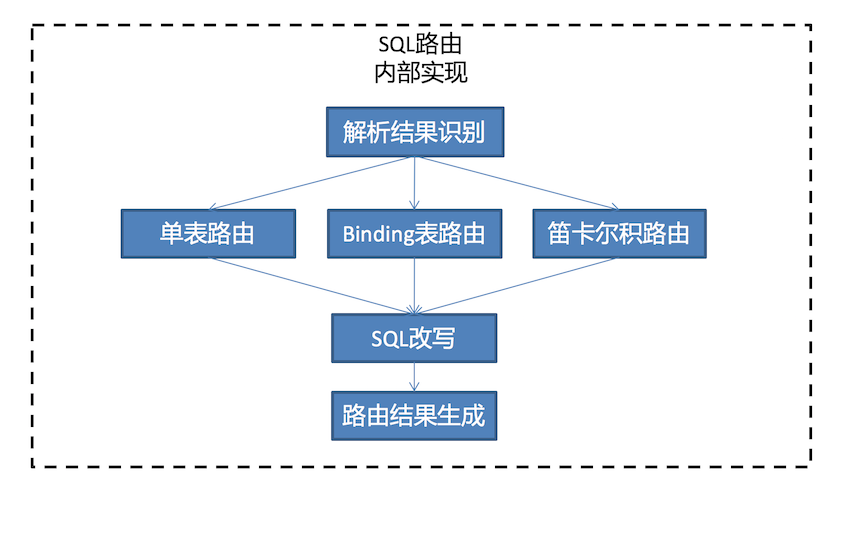 SQL路由
内部实现
解析结果识别
单表路由
Binding表路由
笛卡尔积路由
SQL改写
路由结果生成